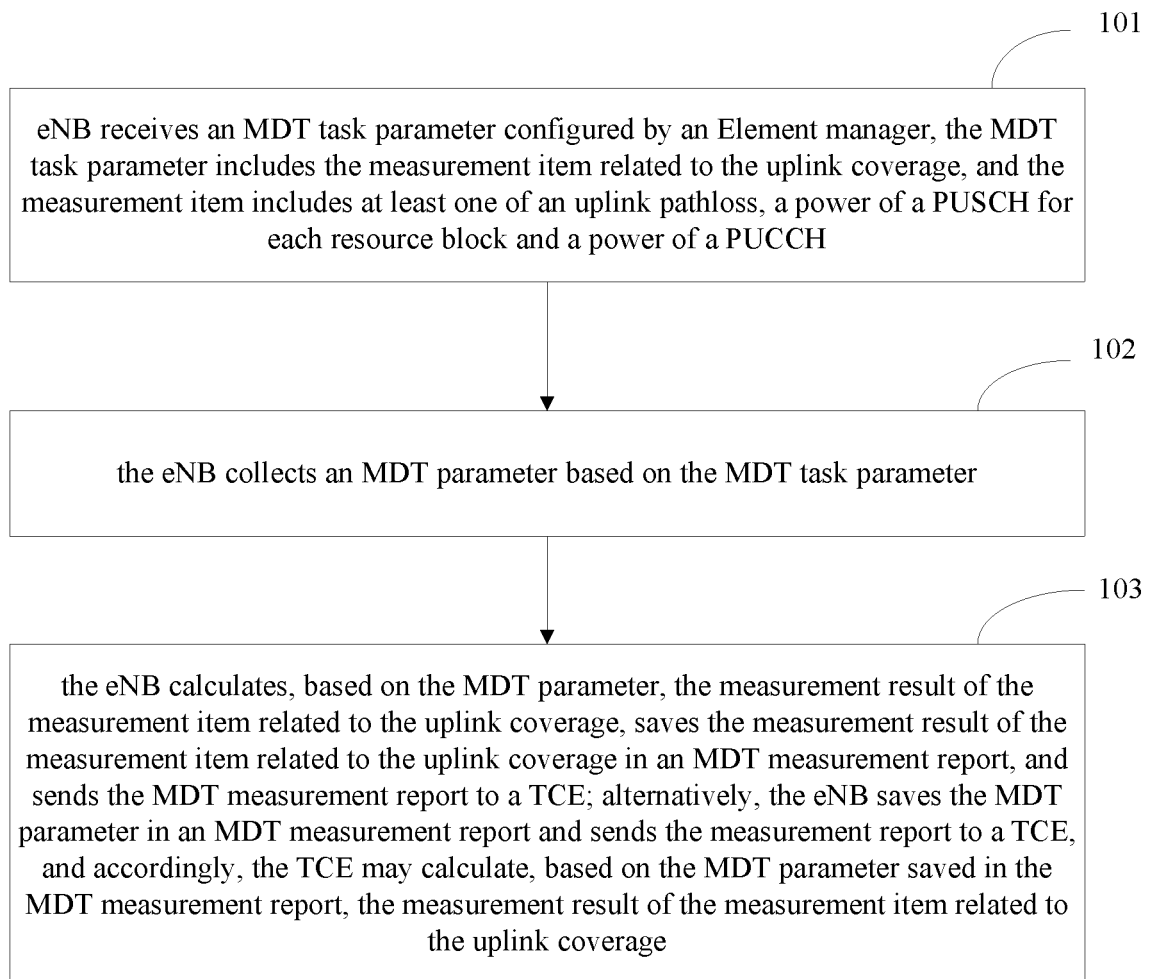 101
eNB receives an MDT task parameter configured by an Element manager, the MDT
task parameter includes the measurement item related to the uplink coverage, and the
measurement item includes at least one of an uplink pathloss, a power of a PUSCH for
each resource block and a power of a PUCCH
102
the eNB collects an MDT parameter based on the MDT task parameter
103
the eNB calculates, based on the MDT parameter, the measurement result of the
measurement item related to the uplink coverage, saves the measurement result of the
measurement item related to the uplink coverage in an MDT measurement report, and
sends the MDT measurement report to a TCE; alternatively, the eNB saves the MDT
parameter in an MDT measurement report and sends the measurement report to a TCE,
and accordingly, the TCE may calculate, based on the MDT parameter saved in the
MDT measurement report, the measurement result of the measurement item related to
the uplink coverage